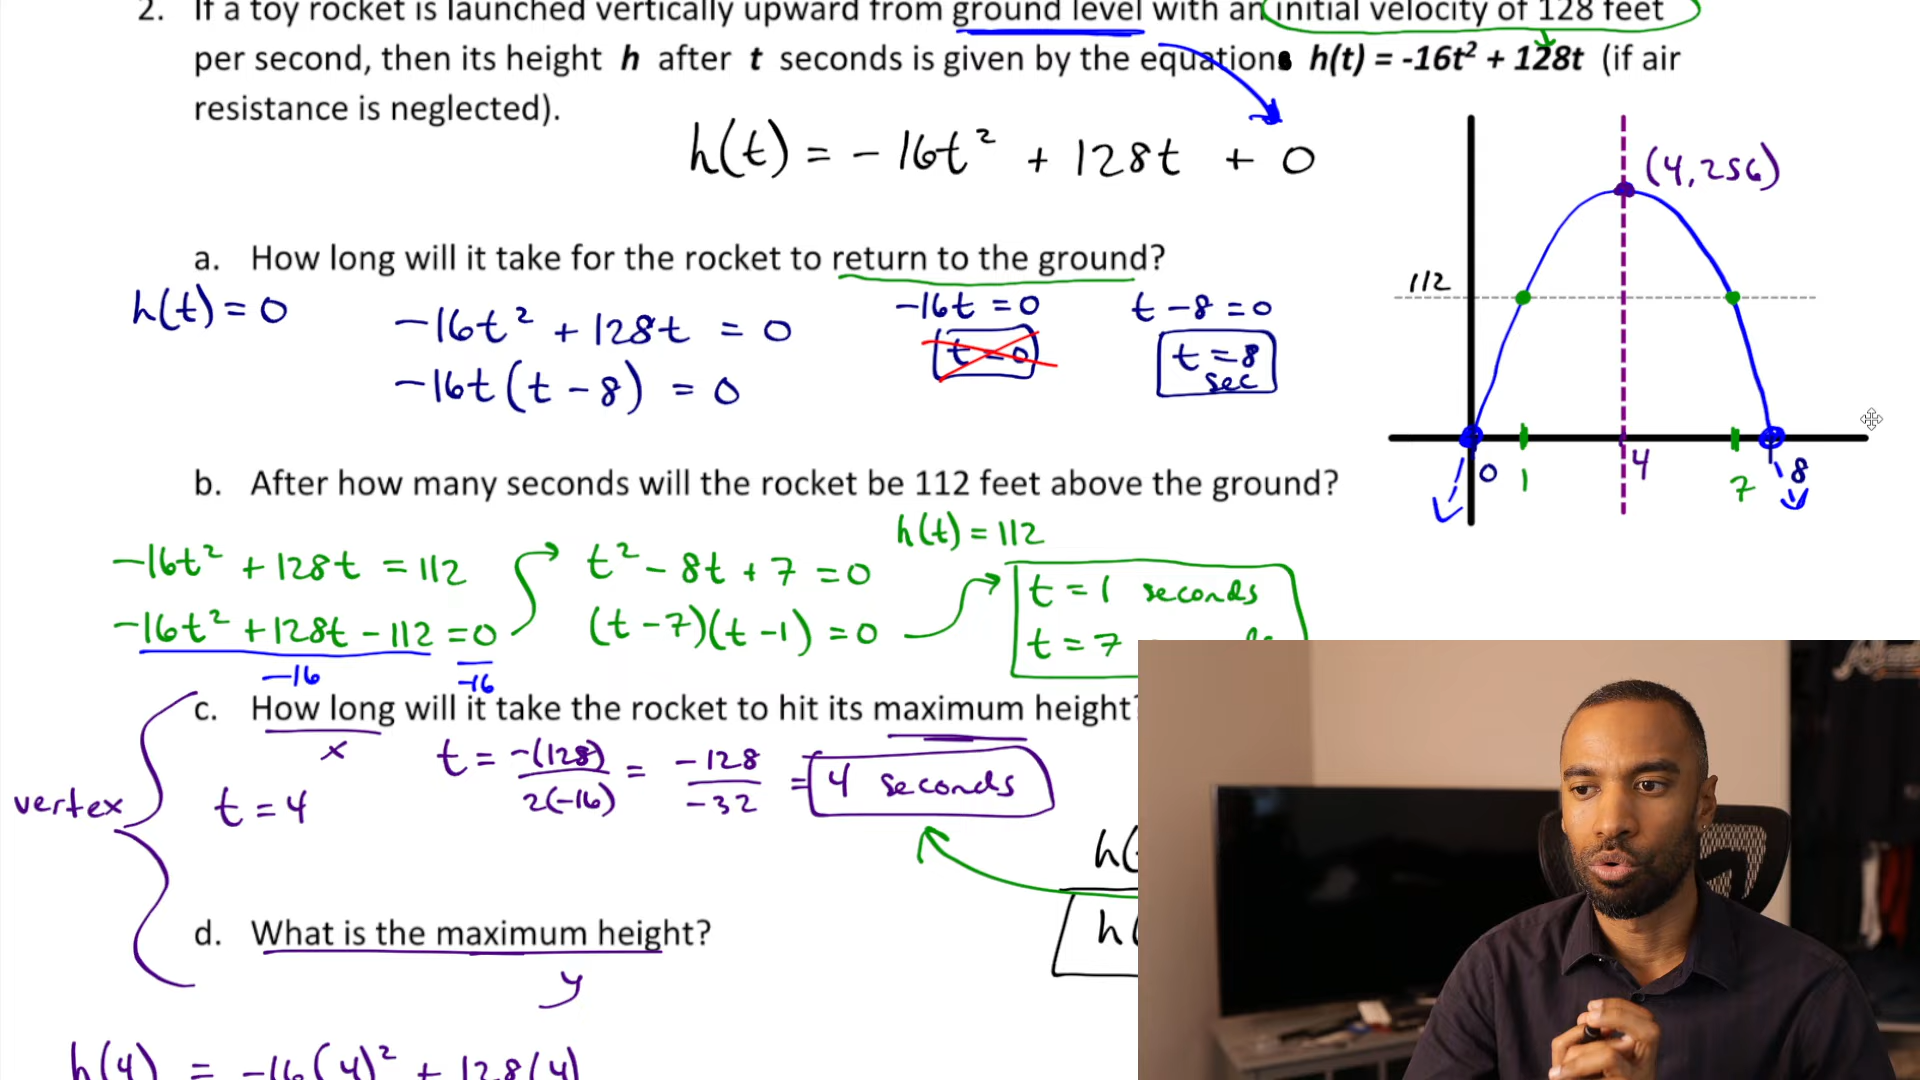 2. If a toy rocket is launched vertically upward from ground level with an initial velocity of 128 feet
per second, then its height h after t seconds is given by the equation h(t) = -16t² + 128t (if air
resistance is neglected).
h(t) = -16t² + 128t + 0
(4,256)
112
0 1 4 7 8
a. How long will it take for the rocket to return to the ground?
h(t) = 0
-16t² + 128t = 0
-16t(t - 8) = 0
-16t = 0
t = 0
t - 8 = 0
t = 8
sec
b. After how many seconds will the rocket be 112 feet above the ground?
h(t) = 112
-16t² + 128t = 112
-16t² + 128t - 112 = 0
-16 -16
t² - 8t + 7 = 0
(t - 7)(t - 1) = 0
t = 1 seconds
t = 7
c. How long will it take the rocket to hit its maximum height?
x
vertex
t = 4
t = -(128)/2(-16) = -128/-32 = 4 seconds
h(
h(
d. What is the maximum height?
y
h(4) = -16(4)² + 128(4)